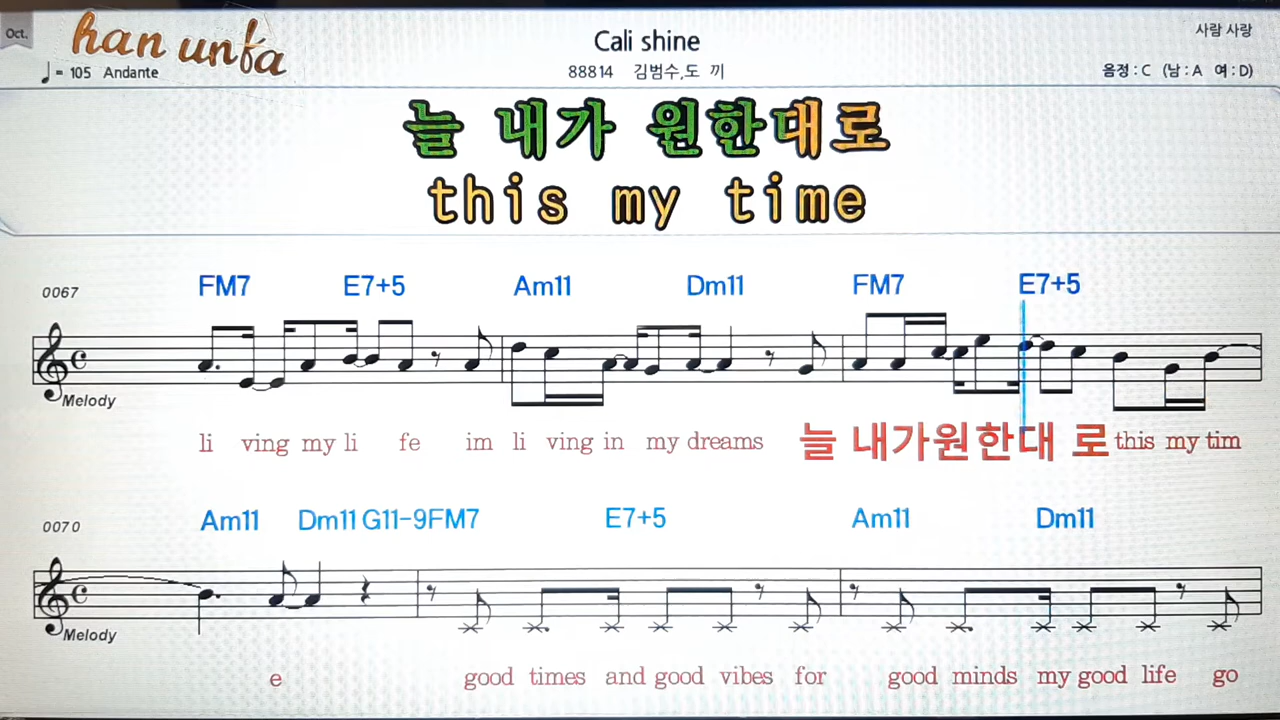 Oct.
han unfa
= 105 Andante
Cali shine
88814 김범수,도 끼
사람 사랑
음정 : C (남 : A 여 : D)
늘 내가 원한대로
this my time
0067
FM7 E7+5 Am11 Dm11 FM7 E7+5
Melody
li ving my li fe im li ving in my dreams 늘 내가원한대 로 this my tim
0070
Am11 Dm11 G11-9FM7 E7+5 Am11 Dm11
Melody
e good times and good vibes for good minds my good life go